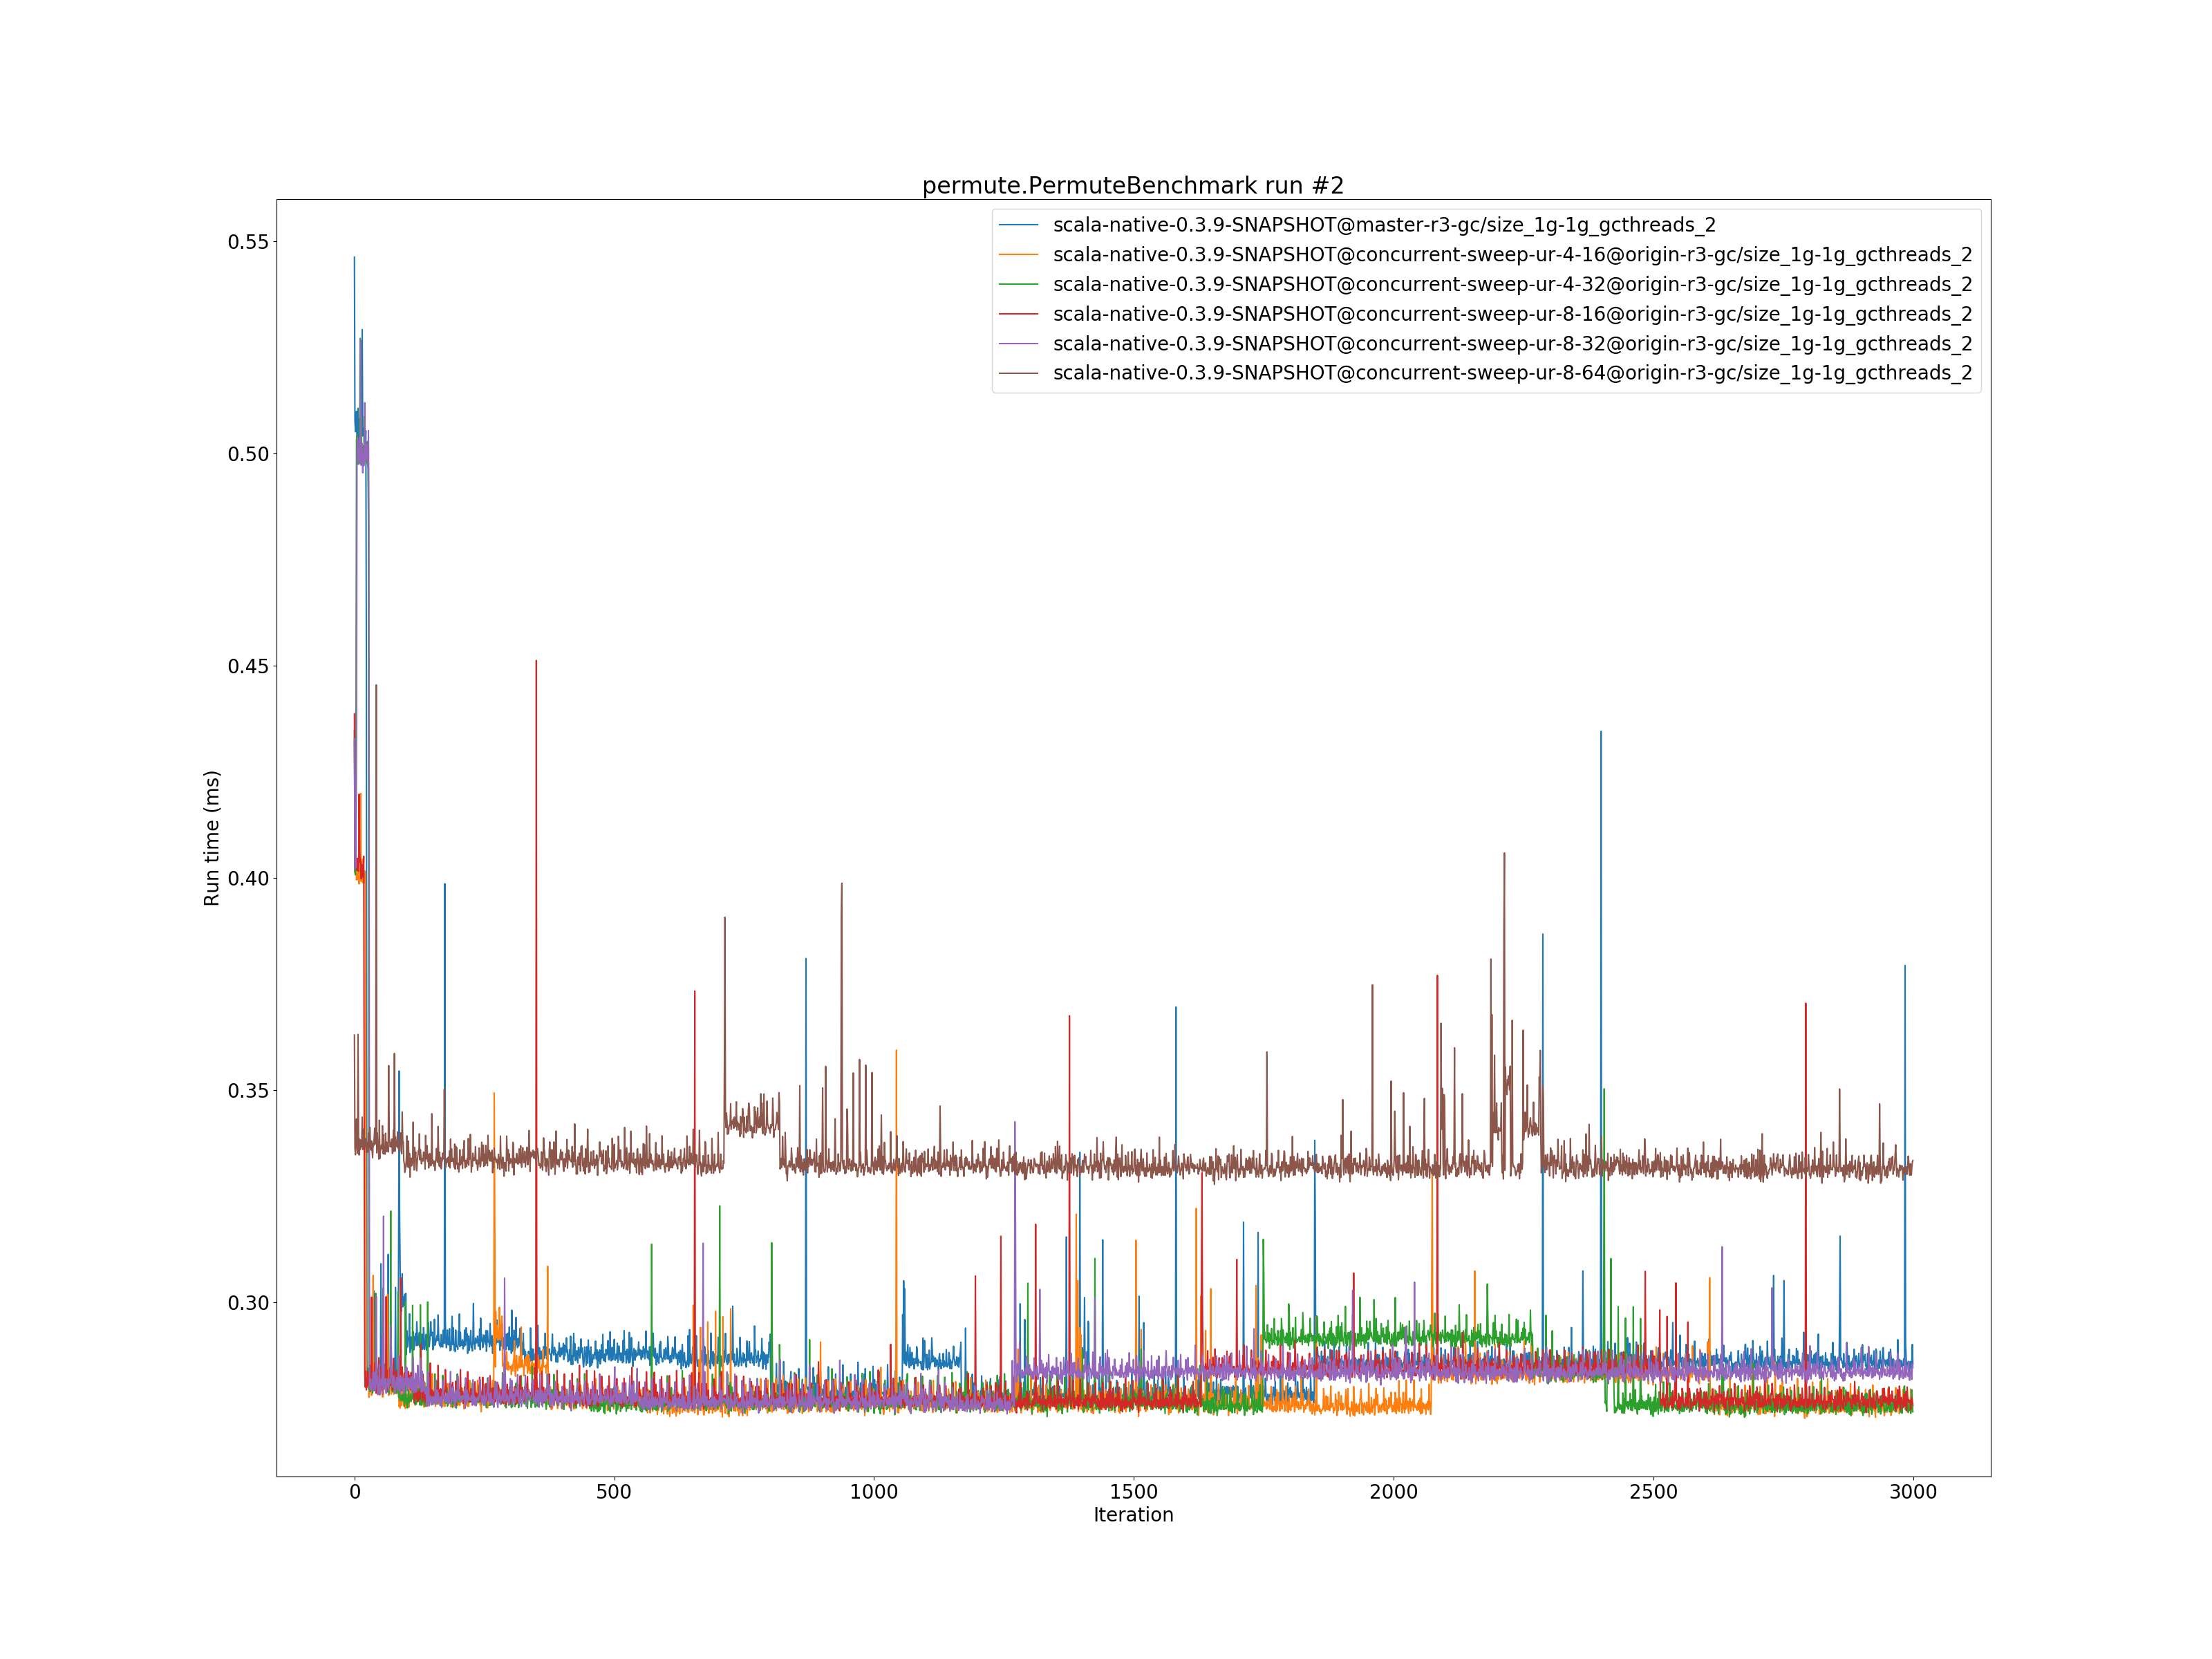 permute.PermuteBenchmark run #2
scala-native-0.3.9-SNAPSHOT@master-r3-gc/size_1g-1g_gcthreads_2
scala-native-0.3.9-SNAPSHOT@concurrent-sweep-ur-4-16@origin-r3-gc/size_1g-1g_gcthreads_2
scala-native-0.3.9-SNAPSHOT@concurrent-sweep-ur-4-32@origin-r3-gc/size_1g-1g_gcthreads_2
scala-native-0.3.9-SNAPSHOT@concurrent-sweep-ur-8-16@origin-r3-gc/size_1g-1g_gcthreads_2
scala-native-0.3.9-SNAPSHOT@concurrent-sweep-ur-8-32@origin-r3-gc/size_1g-1g_gcthreads_2
scala-native-0.3.9-SNAPSHOT@concurrent-sweep-ur-8-64@origin-r3-gc/size_1g-1g_gcthreads_2
0.55
0.50
0.45
0.40
0.35
0.30
Run time (ms)
0
500
1000
1500
2000
2500
3000
Iteration